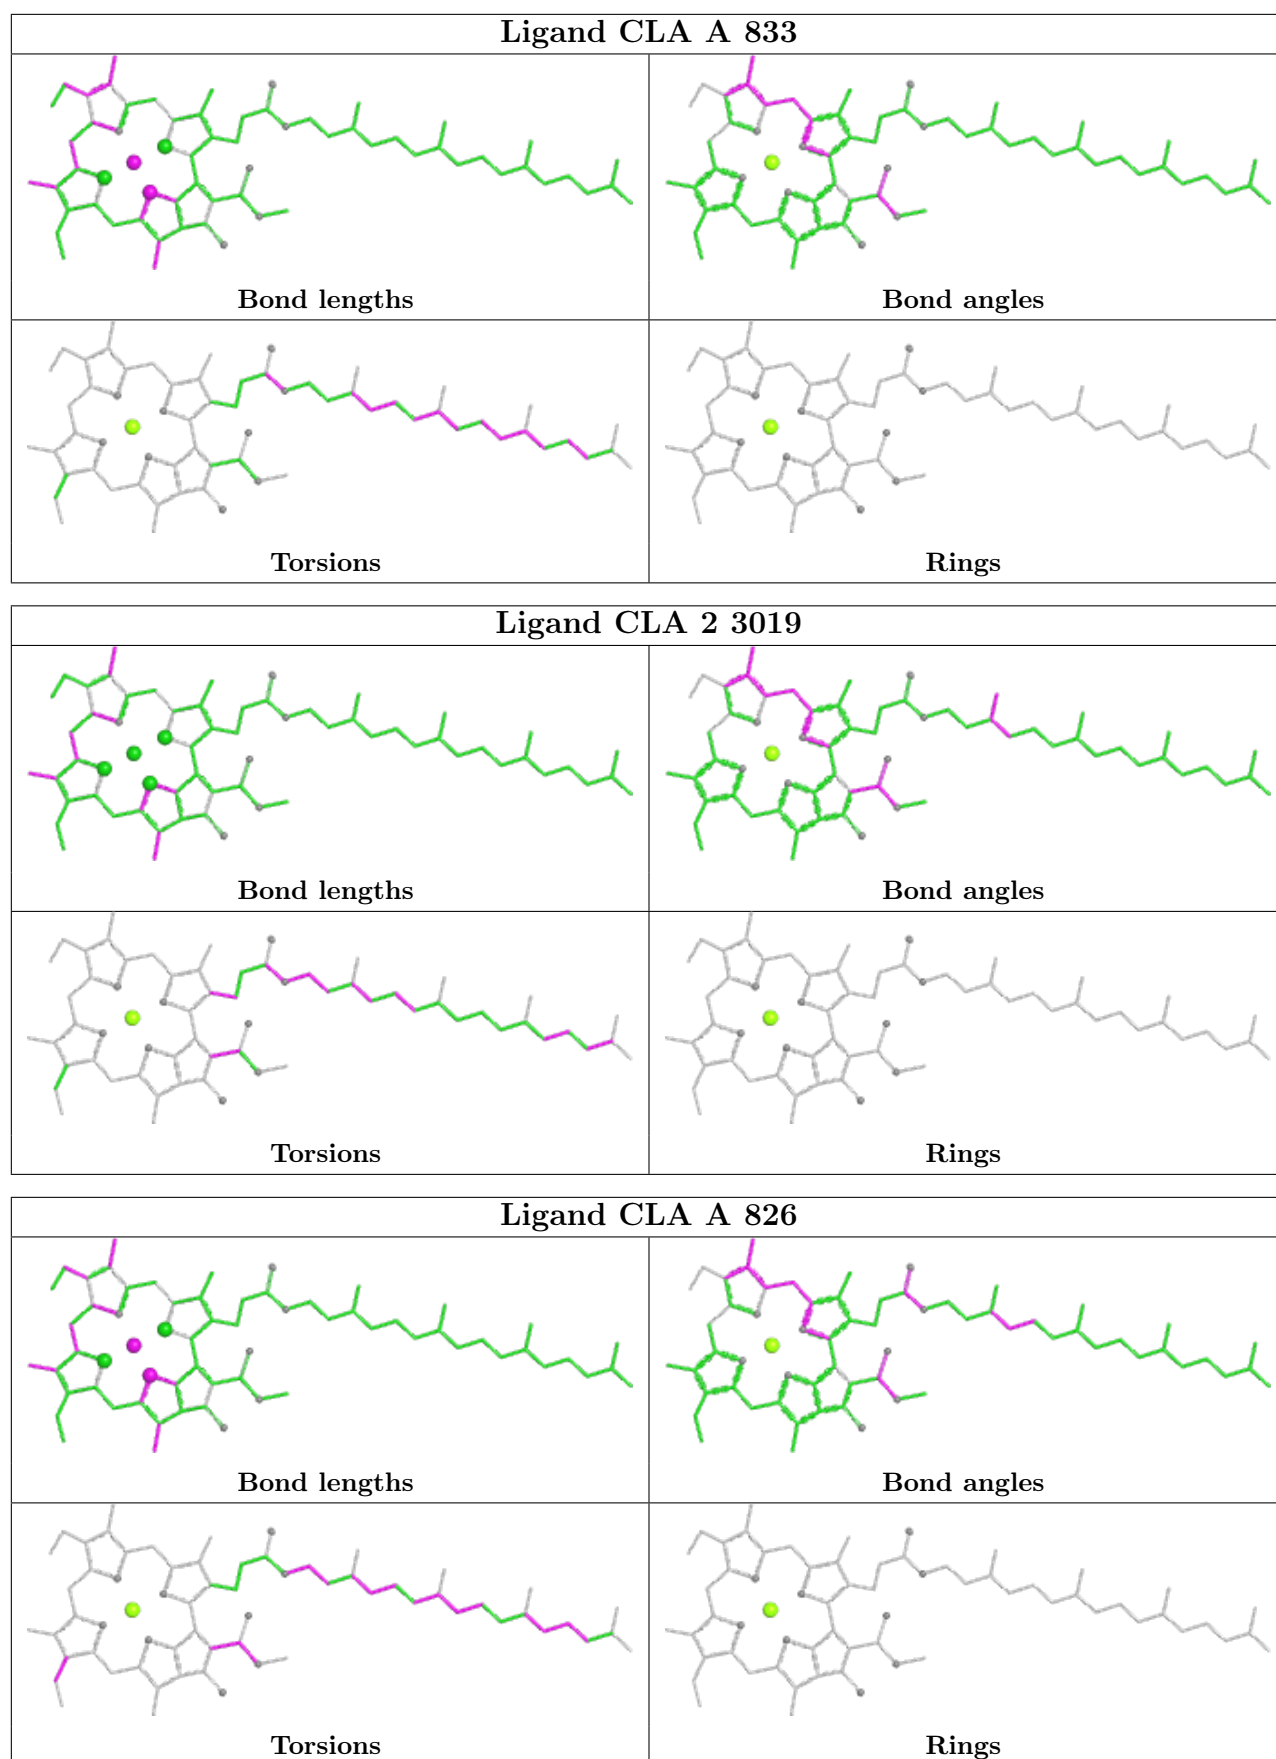 Ligand CLA A 833
Bond lengths
Bond angles
Torsions
Rings
Ligand CLA 2 3019
Bond lengths
Bond angles
Torsions
Rings
Ligand CLA A 826
Bond lengths
Bond angles
Torsions
Rings